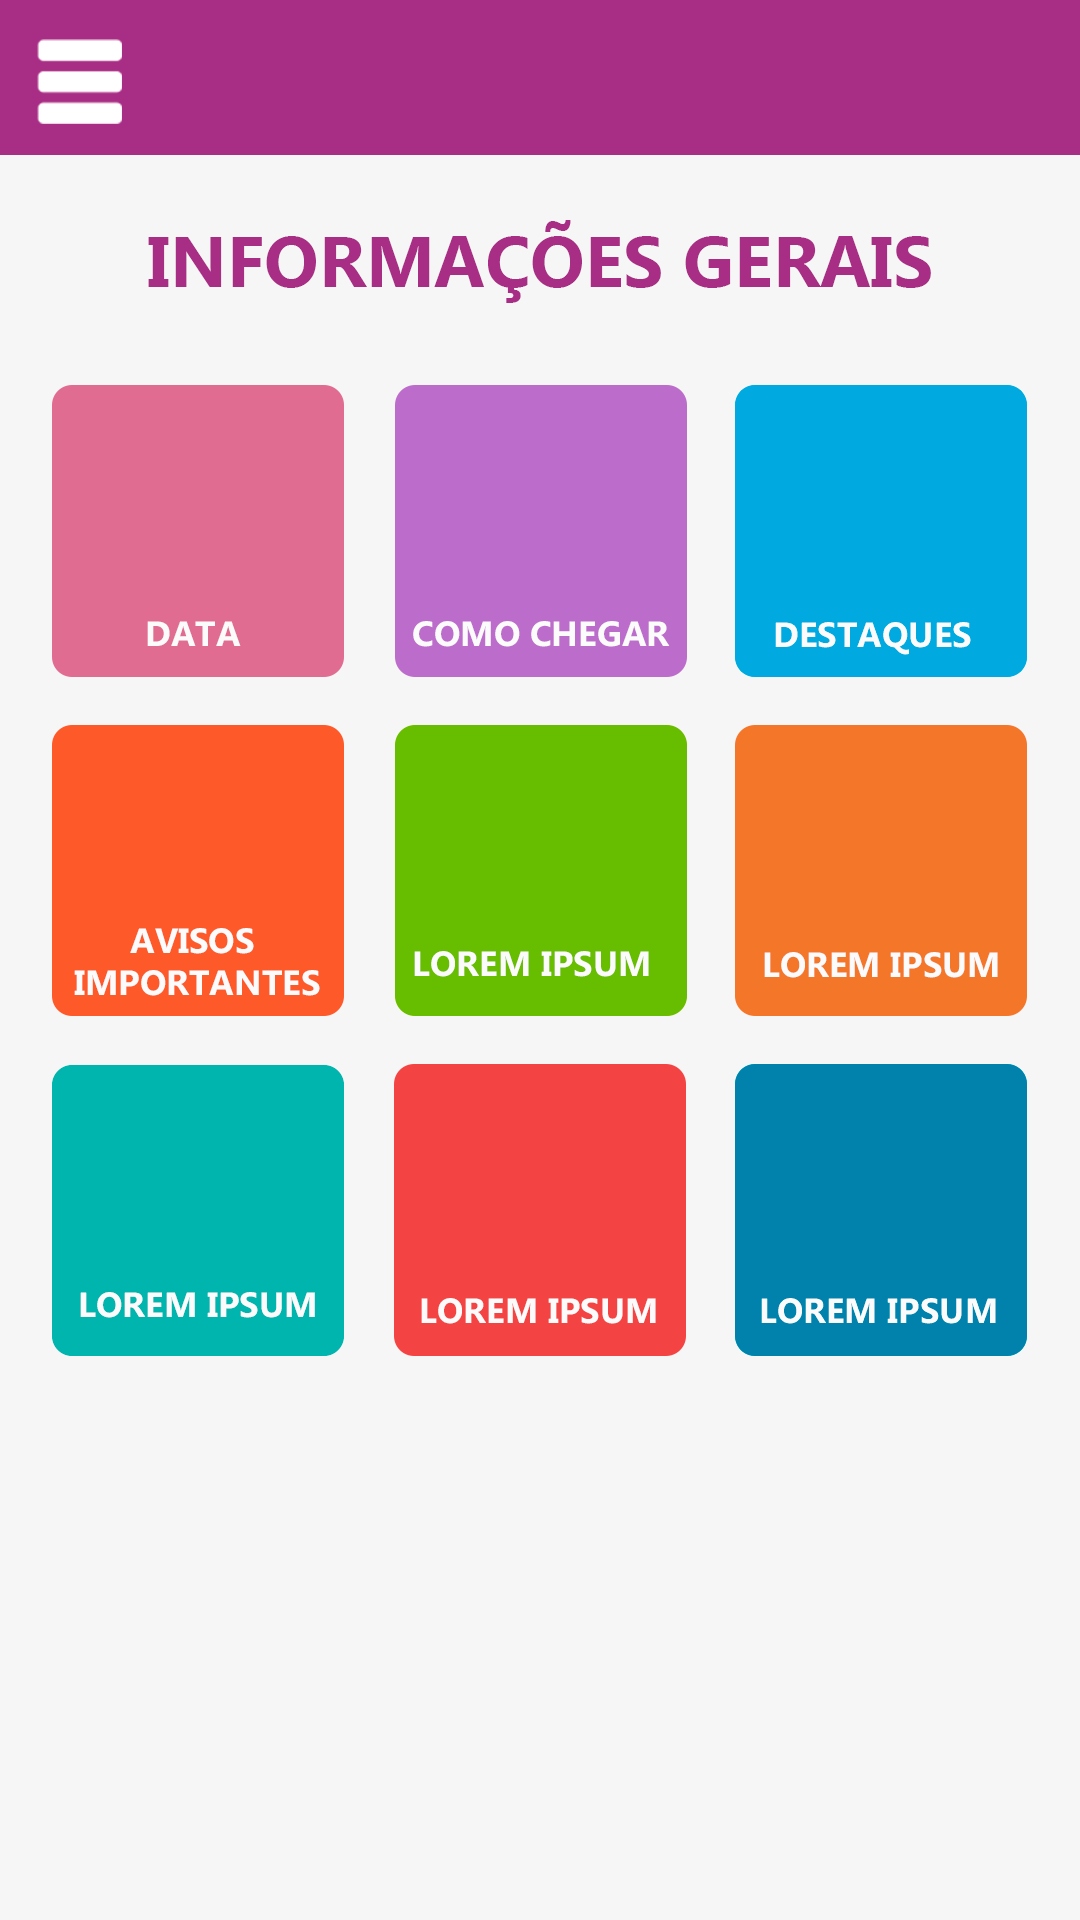 INFORMAÇÕES GERAIS
DATA
COMO CHEGAR
DESTAQUES
AVISOS
IMPORTANTES
LOREM IPSUM
LOREM IPSUM
LOREM IPSUM
LOREM IPSUM
LOREM IPSUM